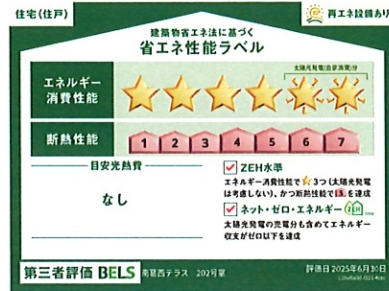 住宅(住戸)
再エネ設備あり
建築物省エネ法に基づく
省エネ性能ラベル
太陽光発電(自家消費)分
エネルギー
消費性能
断熱性能
1 2 3 4 5 6 7
目安光熱費
なし
ZEH水準
エネルギー消費性能で★3つ(太陽光発電
は考慮しない)、かつ断熱性能で5を達成
ネット・ゼロ・エネルギー ZEH
太陽光発電の売電分も含めてエネルギー
収支がゼロ以下を達成
第三者評価 BELS 南葛西テラス 202号室
評価日 2025年6月30日